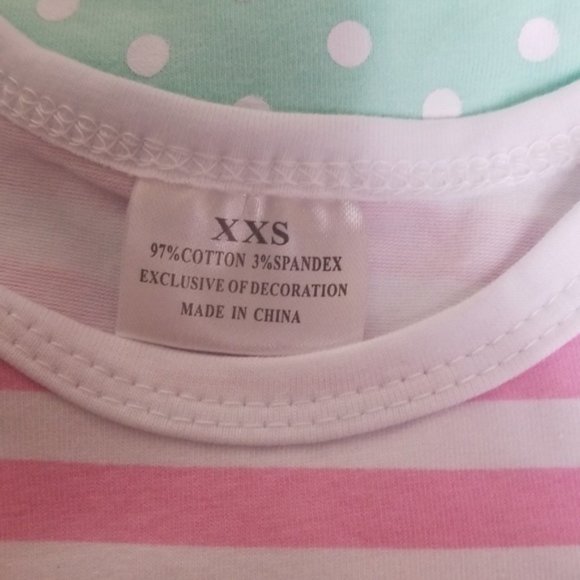 XXS
97%COTTON 3%SPANDEX
EXCLUSIVE OF DECORATION
MADE IN CHINA